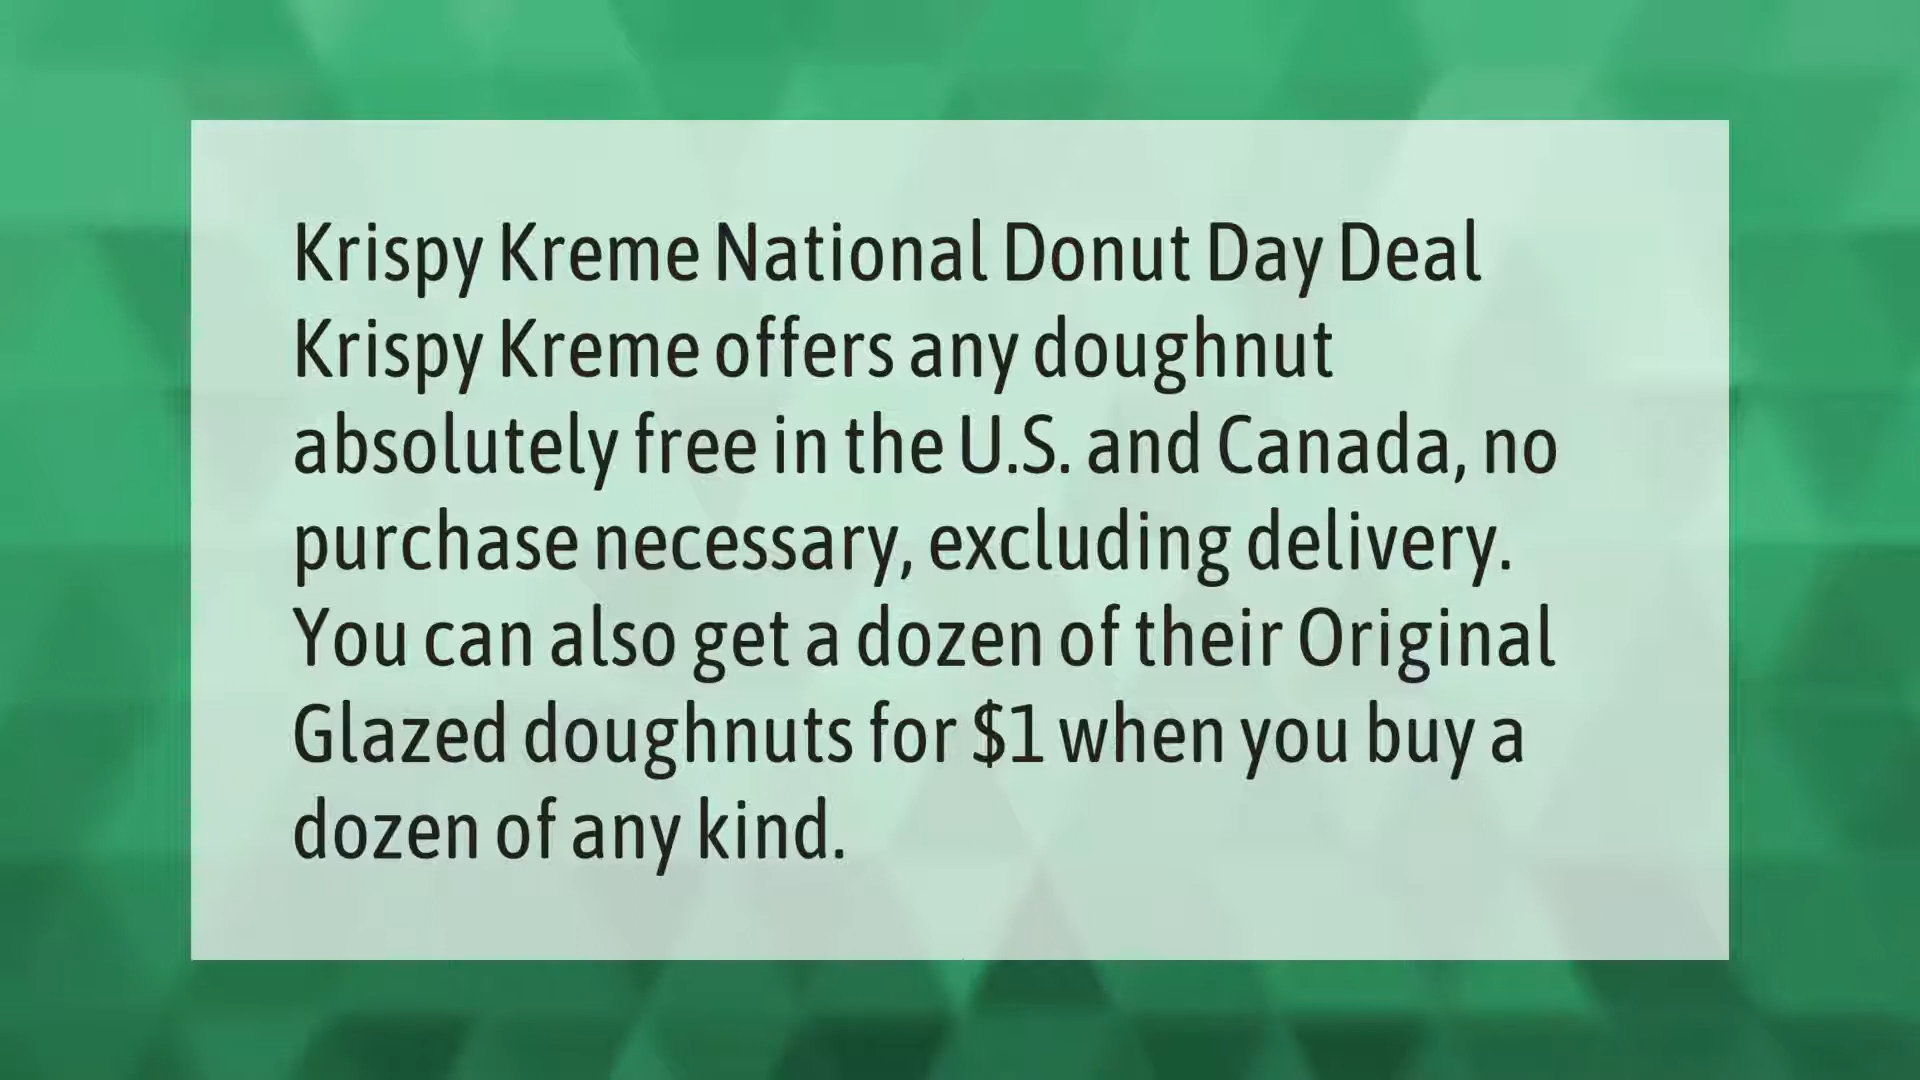 Krispy Kreme National Donut Day Deal
Krispy Kreme offers any doughnut
absolutely free in the U.S. and Canada, no
purchase necessary, excluding delivery.
You can also get a dozen of their Original
Glazed doughnuts for $1 when you buy a
dozen of any kind.